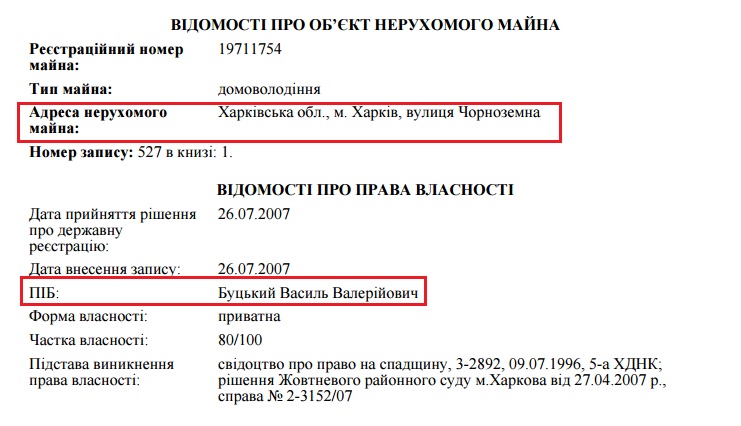 ВІДОМОСТІ ПРО ОБ’ЄКТ НЕРУХОМОГО МАЙНА
Реєстраційний номер 19711754
майна:
Тип майна: домоволодіння
Адреса нерухомого Харківська обл., м. Харків, вулиця Чорноземна
майна:
Номер запису: 527 в книзі: 1.
ВІДОМОСТІ ПРО ПРАВА ВЛАСНОСТІ
Дата прийняття рішення 26.07.2007
про державну
реєстрацію:
Дата внесення запису: 26.07.2007
ПІБ: Буцький Василь Валерійович
Форма власності: приватна
Частка власності: 80/100
Підстава виникнення свідоцтво про право на спадщину, 3-2892, 09.07.1996, 5-а ХДНК;
права власності: рішення Жовтневого районного суду м.Харкова від 27.04.2007 р.,
справа № 2-3152/07